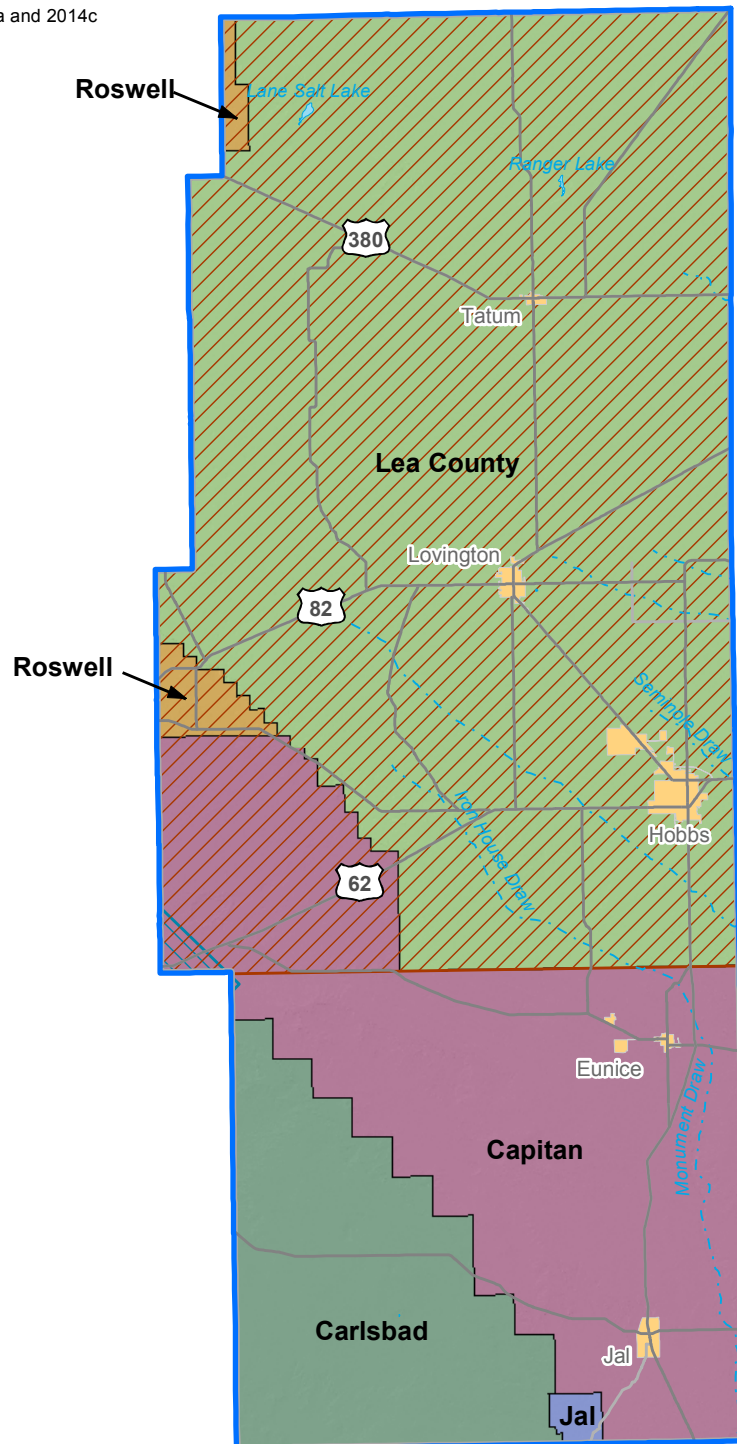 a and 2014c
Roswell
Lane Salt Lake
Ranger Lake
380
Tatum
Lea County
Lovington
82
Roswell
Seminole Draw
Iron House Draw
Hobbs
62
Eunice
Monument Draw
Capitan
Carlsbad
Jal
Jal